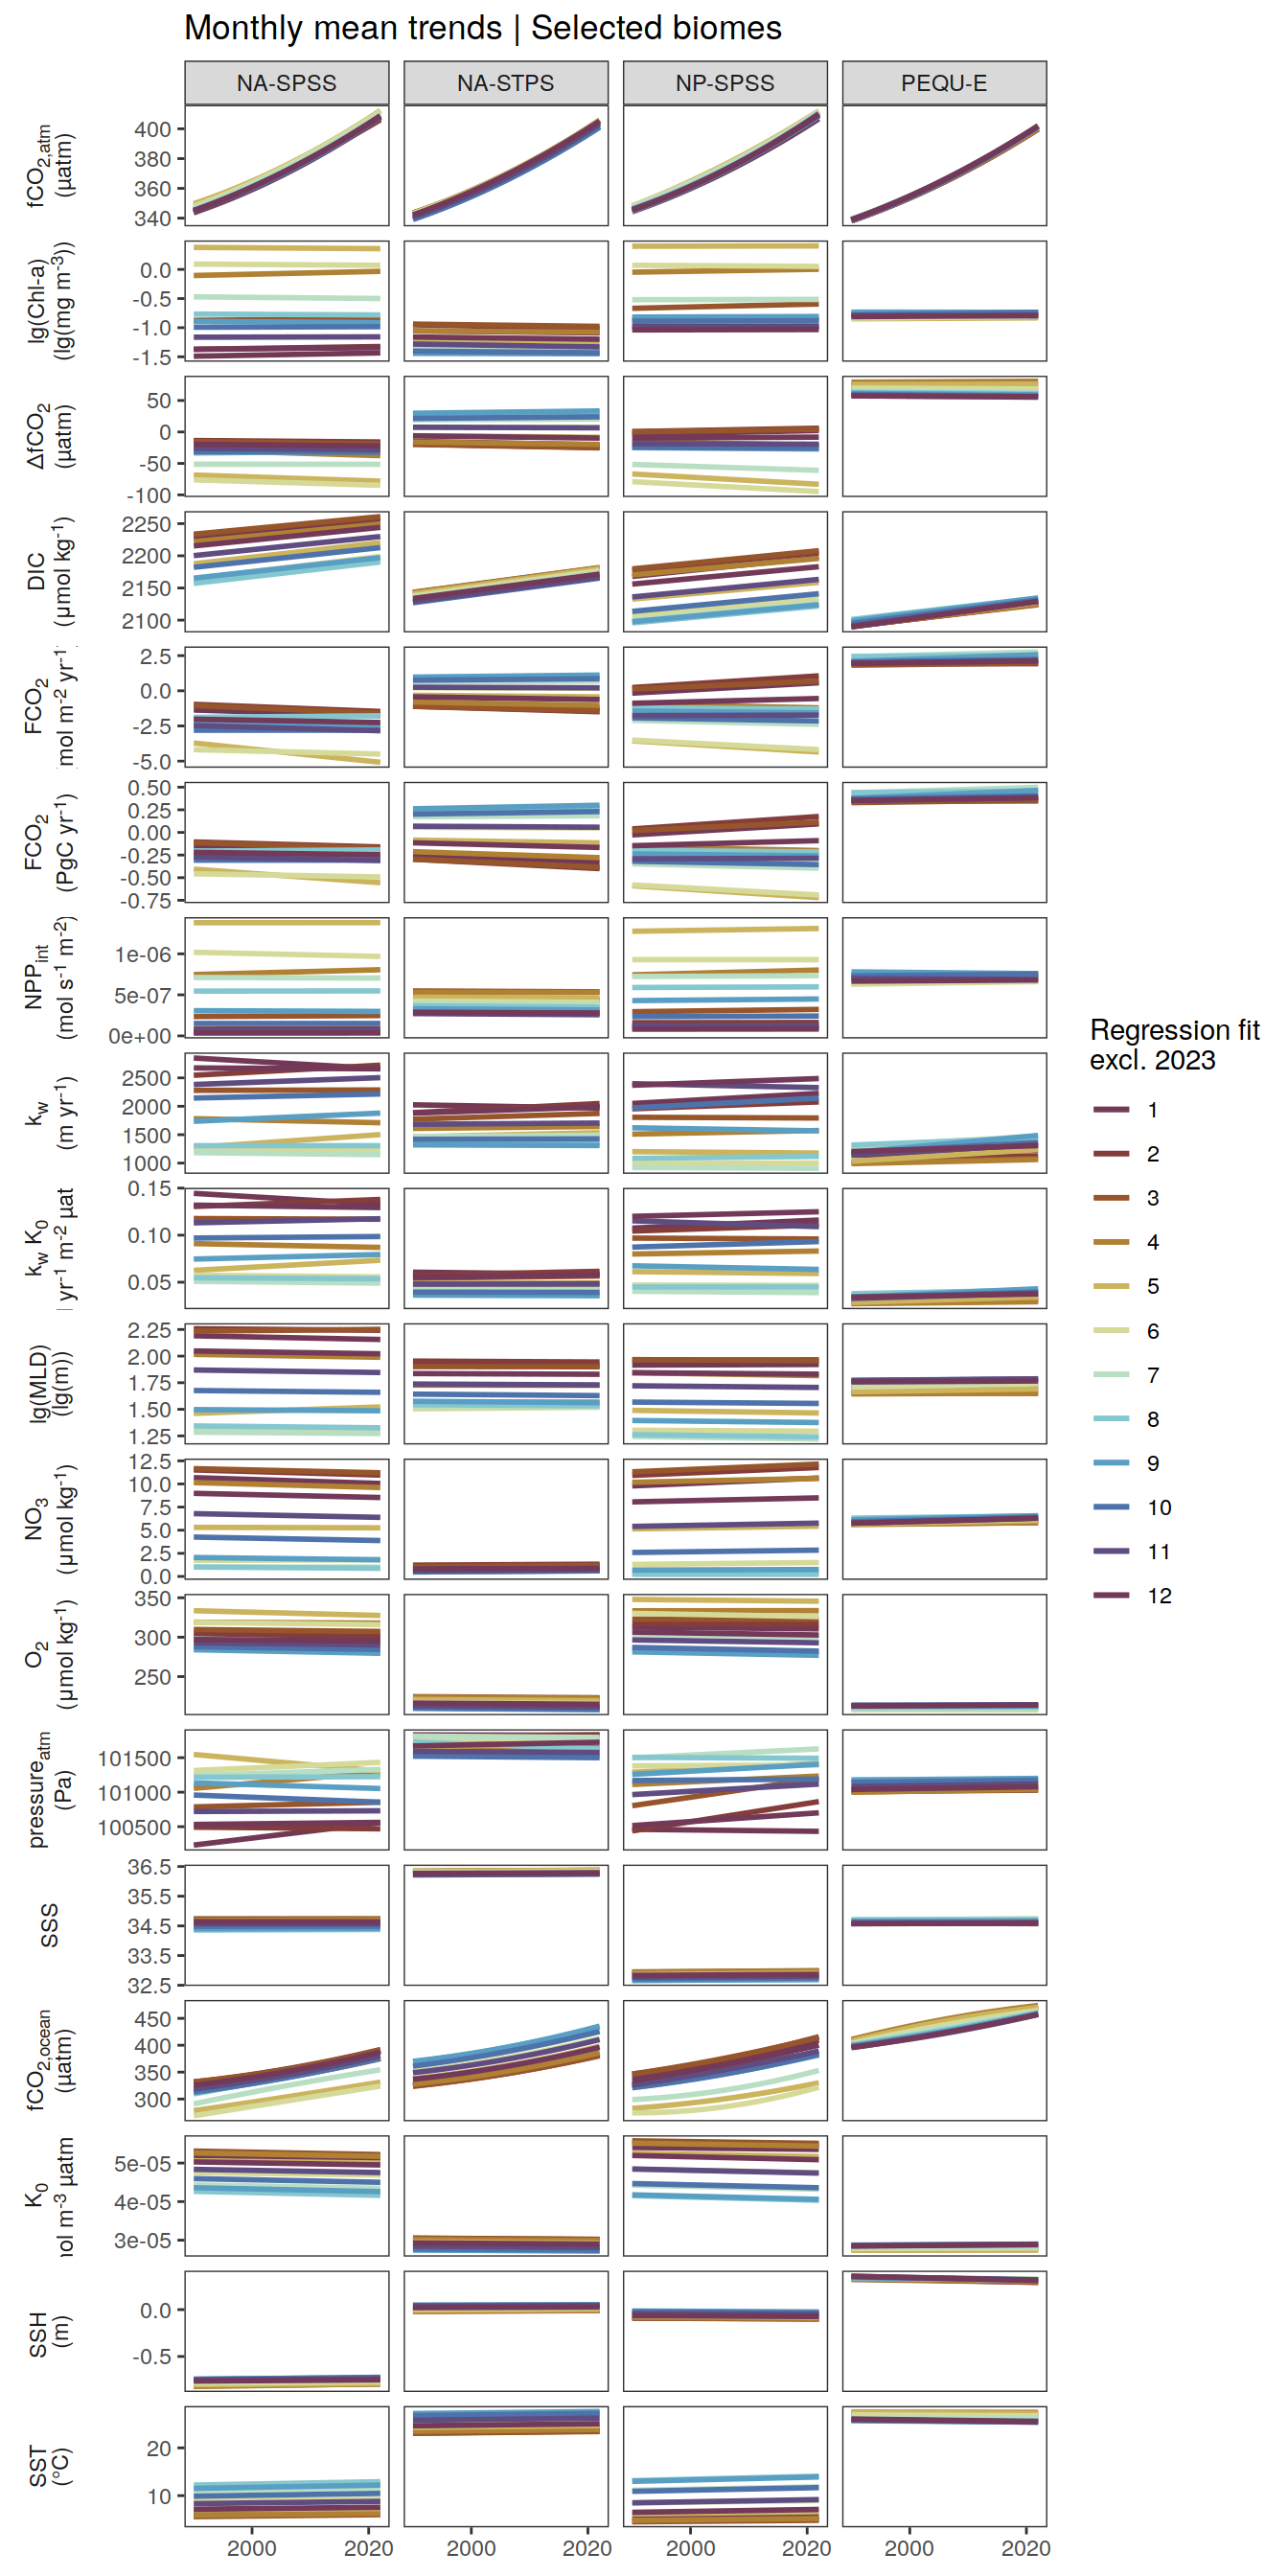 Monthly mean trends | Selected biomes
NA-SPSS NA-STPS NP-SPSS PEQU-E
fCO2,atm
(µatm)
400
380
360
340
lg(Chl-a)
(lg(mg m-3))
0.0
-0.5
-1.0
-1.5
ΔfCO2
(µatm)
50
0
-50
-100
DIC
(µmol kg-1)
2250
2200
2150
2100
FCO2
mol m-2 yr-1
2.5
0.0
-2.5
-5.0
FCO2
(PgC yr-1)
0.50
0.25
0.00
-0.25
-0.50
-0.75
NPPint
(mol s-1 m-2)
1e-06
5e-07
0e+00
kw
(m yr-1)
2500
2000
1500
1000
kw K0
yr-1 m-2 µat
0.15
0.10
0.05
lg(MLD)
(lg(m))
2.25
2.00
1.75
1.50
1.25
NO3
(µmol kg-1)
12.5
10.0
7.5
5.0
2.5
0.0
O2
(µmol kg-1)
350
300
250
pressureatm
(Pa)
101500
101000
100500
SSS
36.5
35.5
34.5
33.5
32.5
fCO2,ocean
(µatm)
450
400
350
300
K0
ol m-3 µatm
5e-05
4e-05
3e-05
SSH
(m)
0.0
-0.5
SST
(°C)
20
10
2000 2020 2000 2020 2000 2020 2000 2020
Regression fit
excl. 2023
1
2
3
4
5
6
7
8
9
10
11
12